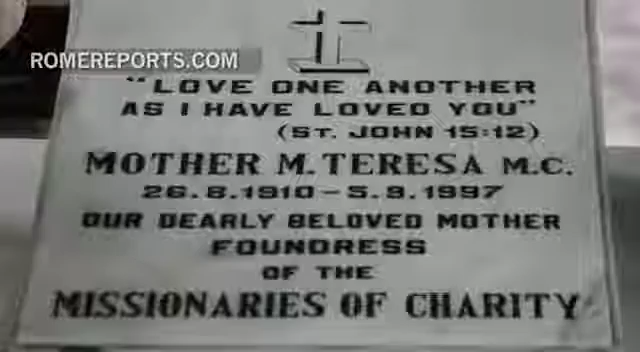 ROMEREPORTS.COM
"LOVE ONE ANOTHER
AS I HAVE LOVED YOU"
(ST. JOHN 15:12)
MOTHER M. TERESA M.C.
26.8.1910 - 5.9.1997
OUR DEARLY BELOVED MOTHER
FOUNDRESS
OF THE
MISSIONARIES OF CHARITY